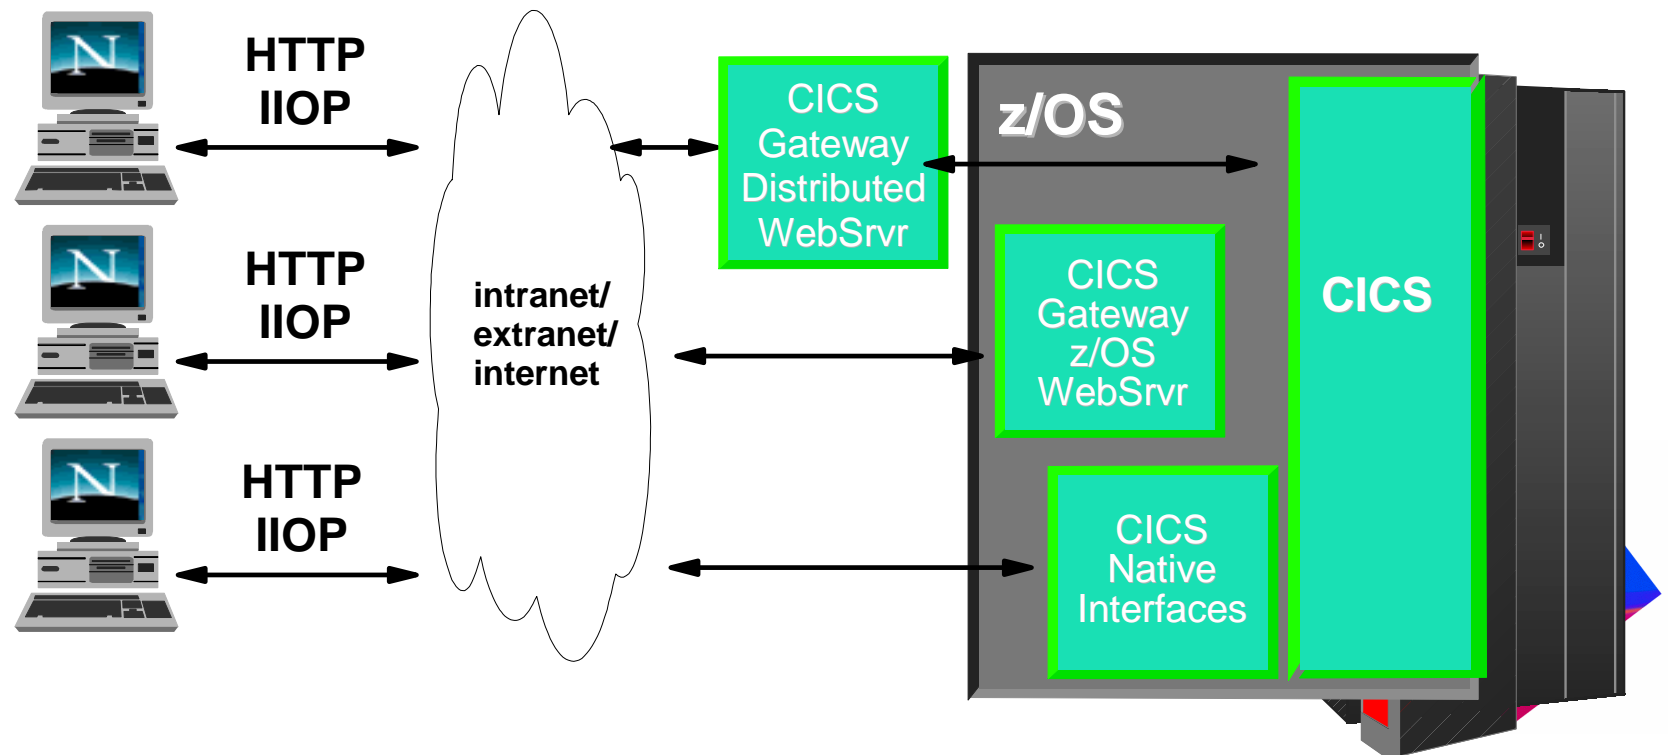 HTTP
IIOP
HTTP
IIOP
HTTP
IIOP
N
N
N
intranet/
extranet/
internet
CICS
Gateway
Distributed
WebSrvr
z/OS
CICS
Gateway
z/OS
WebSrvr
CICS
Native
Interfaces
CICS